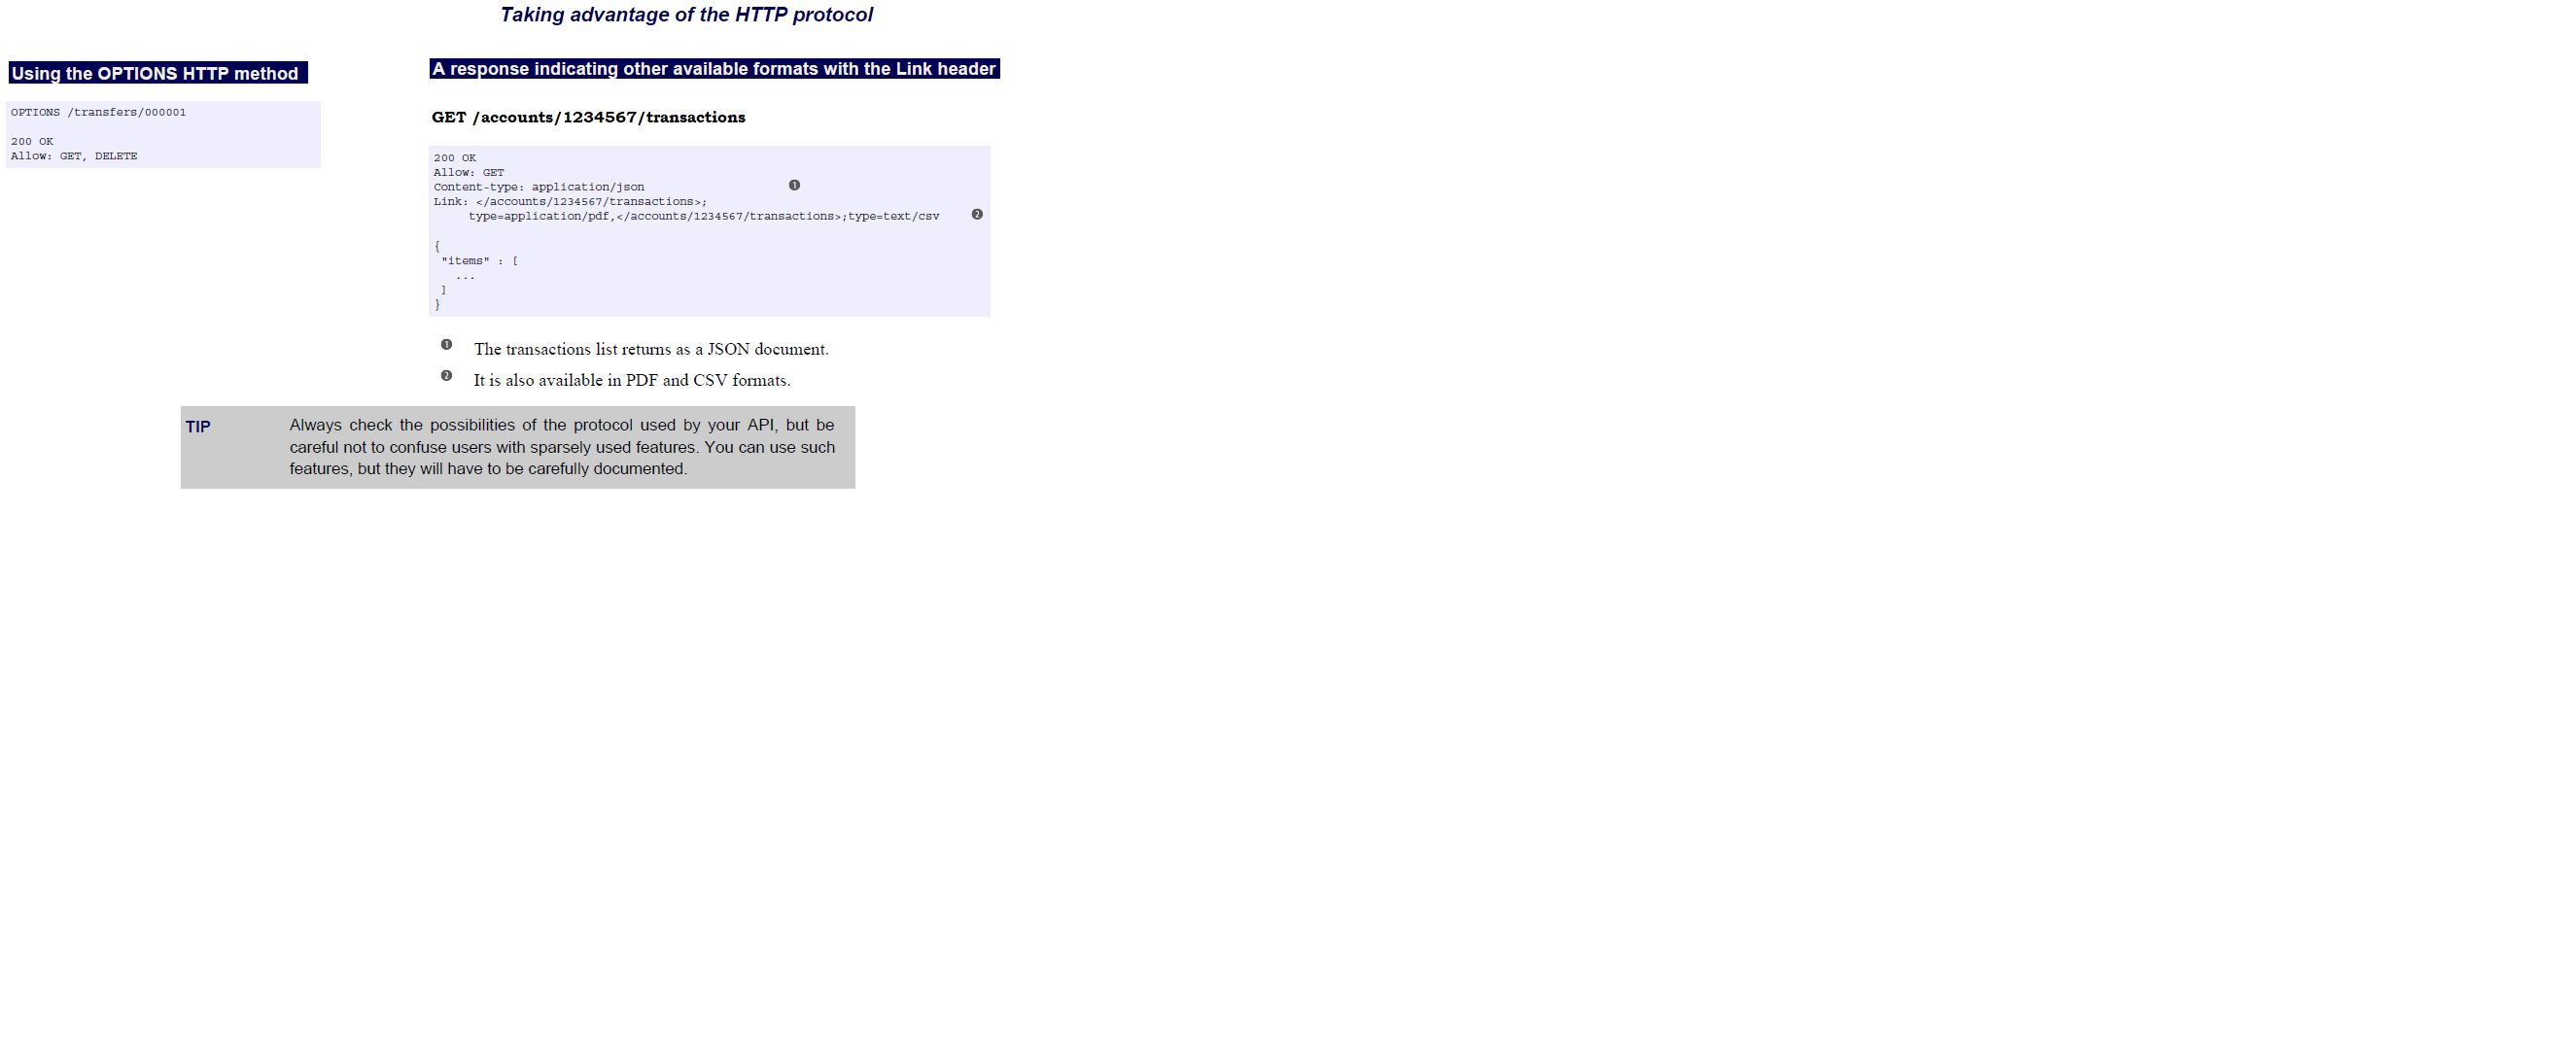 Taking advantage of the HTTP protocol
Using the OPTIONS HTTP method
OPTIONS /transfers/000001
200 OK
Allow: GET, DELETE
A response indicating other available formats with the Link header
GET /accounts/1234567/transactions
200 OK
Allow: GET
Content-type: application/json ❶
Link: </accounts/1234567/transactions>;
type=application/pdf,</accounts/1234567/transactions>;type=text/csv ❷
{
"items" : [
...
]
}
❶ The transactions list returns as a JSON document.
❷ It is also available in PDF and CSV formats.
TIP Always check the possibilities of the protocol used by your API, but be
careful not to confuse users with sparsely used features. You can use such
features, but they will have to be carefully documented.